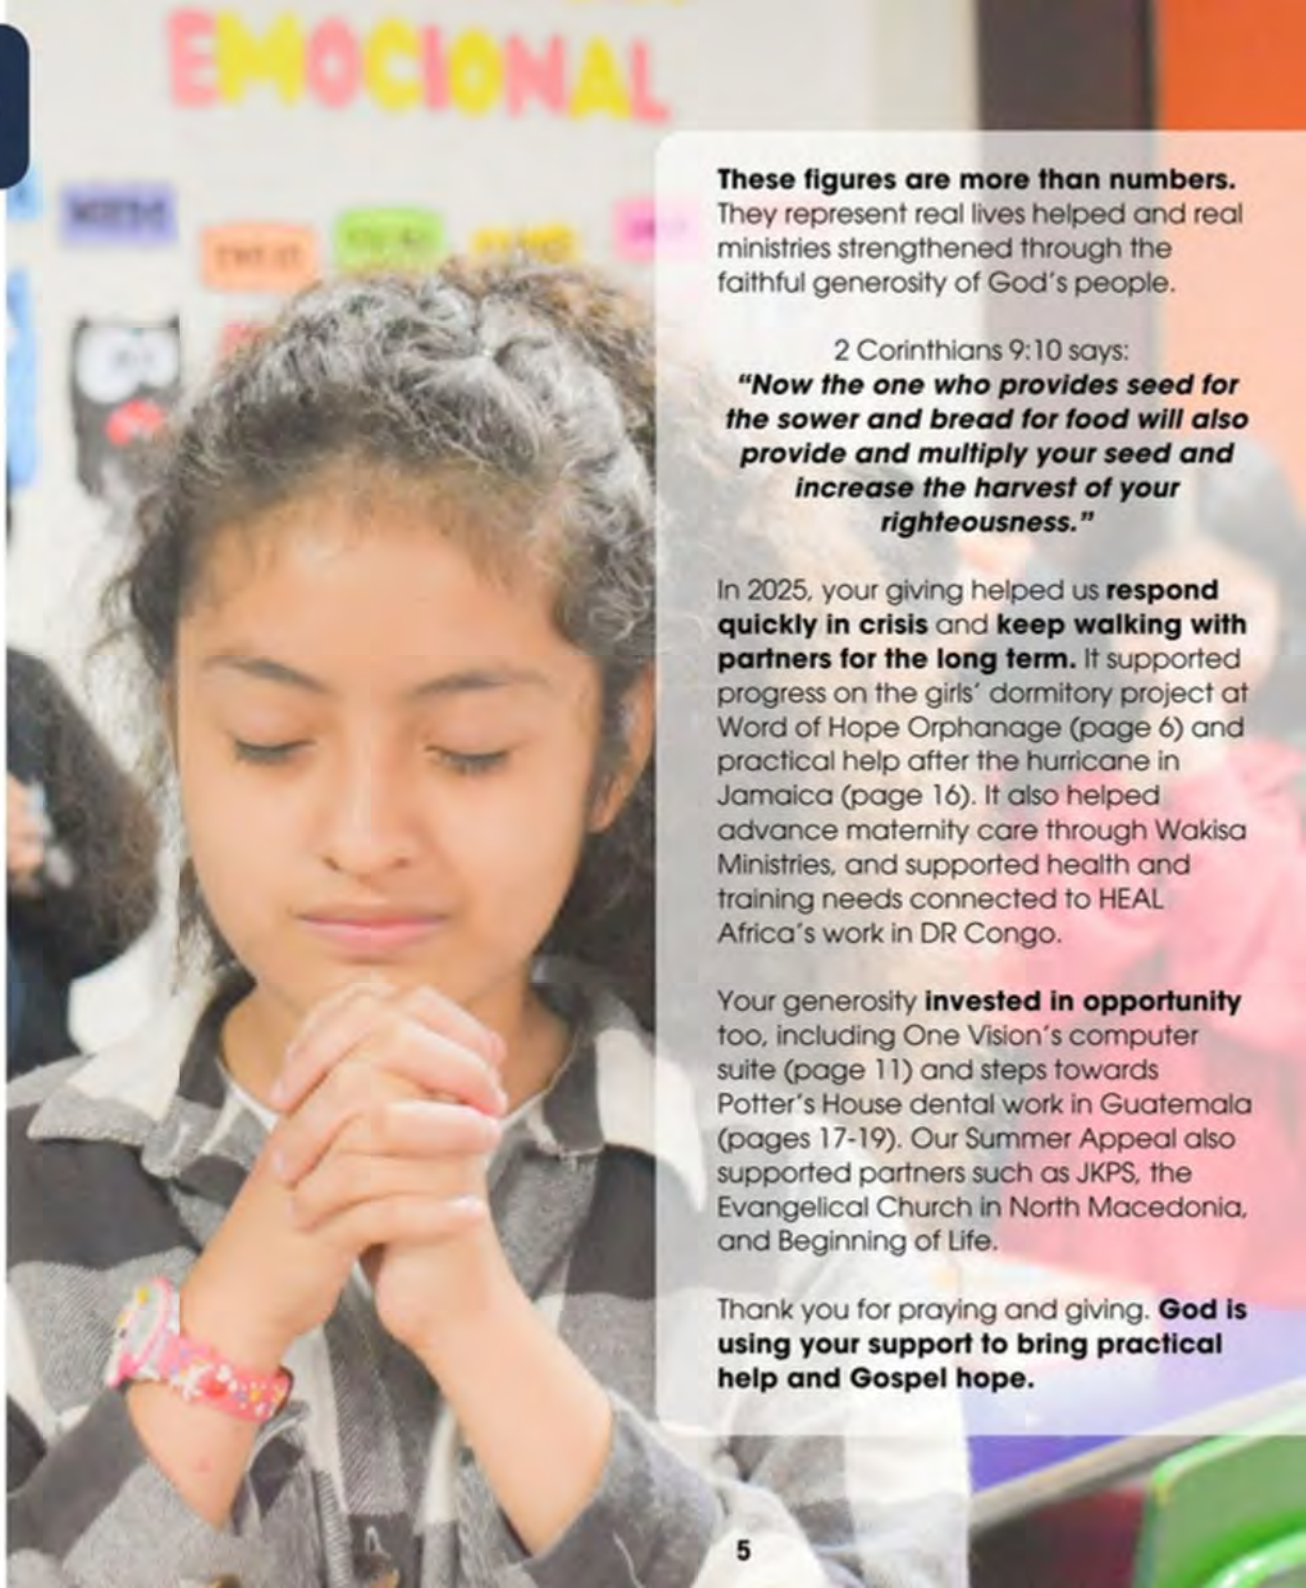 EMOCIONAL
These figures are more than numbers.
They represent real lives helped and real
ministries strengthened through the
faithful generosity of God's people.
2 Corinthians 9:10 says:
“Now the one who provides seed for
the sower and bread for food will also
provide and multiply your seed and
increase the harvest of your
righteousness.”
In 2025, your giving helped us respond
quickly in crisis and keep walking with
partners for the long term. It supported
progress on the girls' dormitory project at
Word of Hope Orphanage (page 6) and
practical help after the hurricane in
Jamaica (page 16). It also helped
advance maternity care through Wakisa
Ministries, and supported health and
training needs connected to HEAL
Africa's work in DR Congo.
Your generosity invested in opportunity
too, including One Vision's computer
suite (page 11) and steps towards
Potter's House dental work in Guatemala
(pages 17-19). Our Summer Appeal also
supported partners such as JKPS, the
Evangelical Church in North Macedonia,
and Beginning of Life.
Thank you for praying and giving. God is
using your support to bring practical
help and Gospel hope.
5